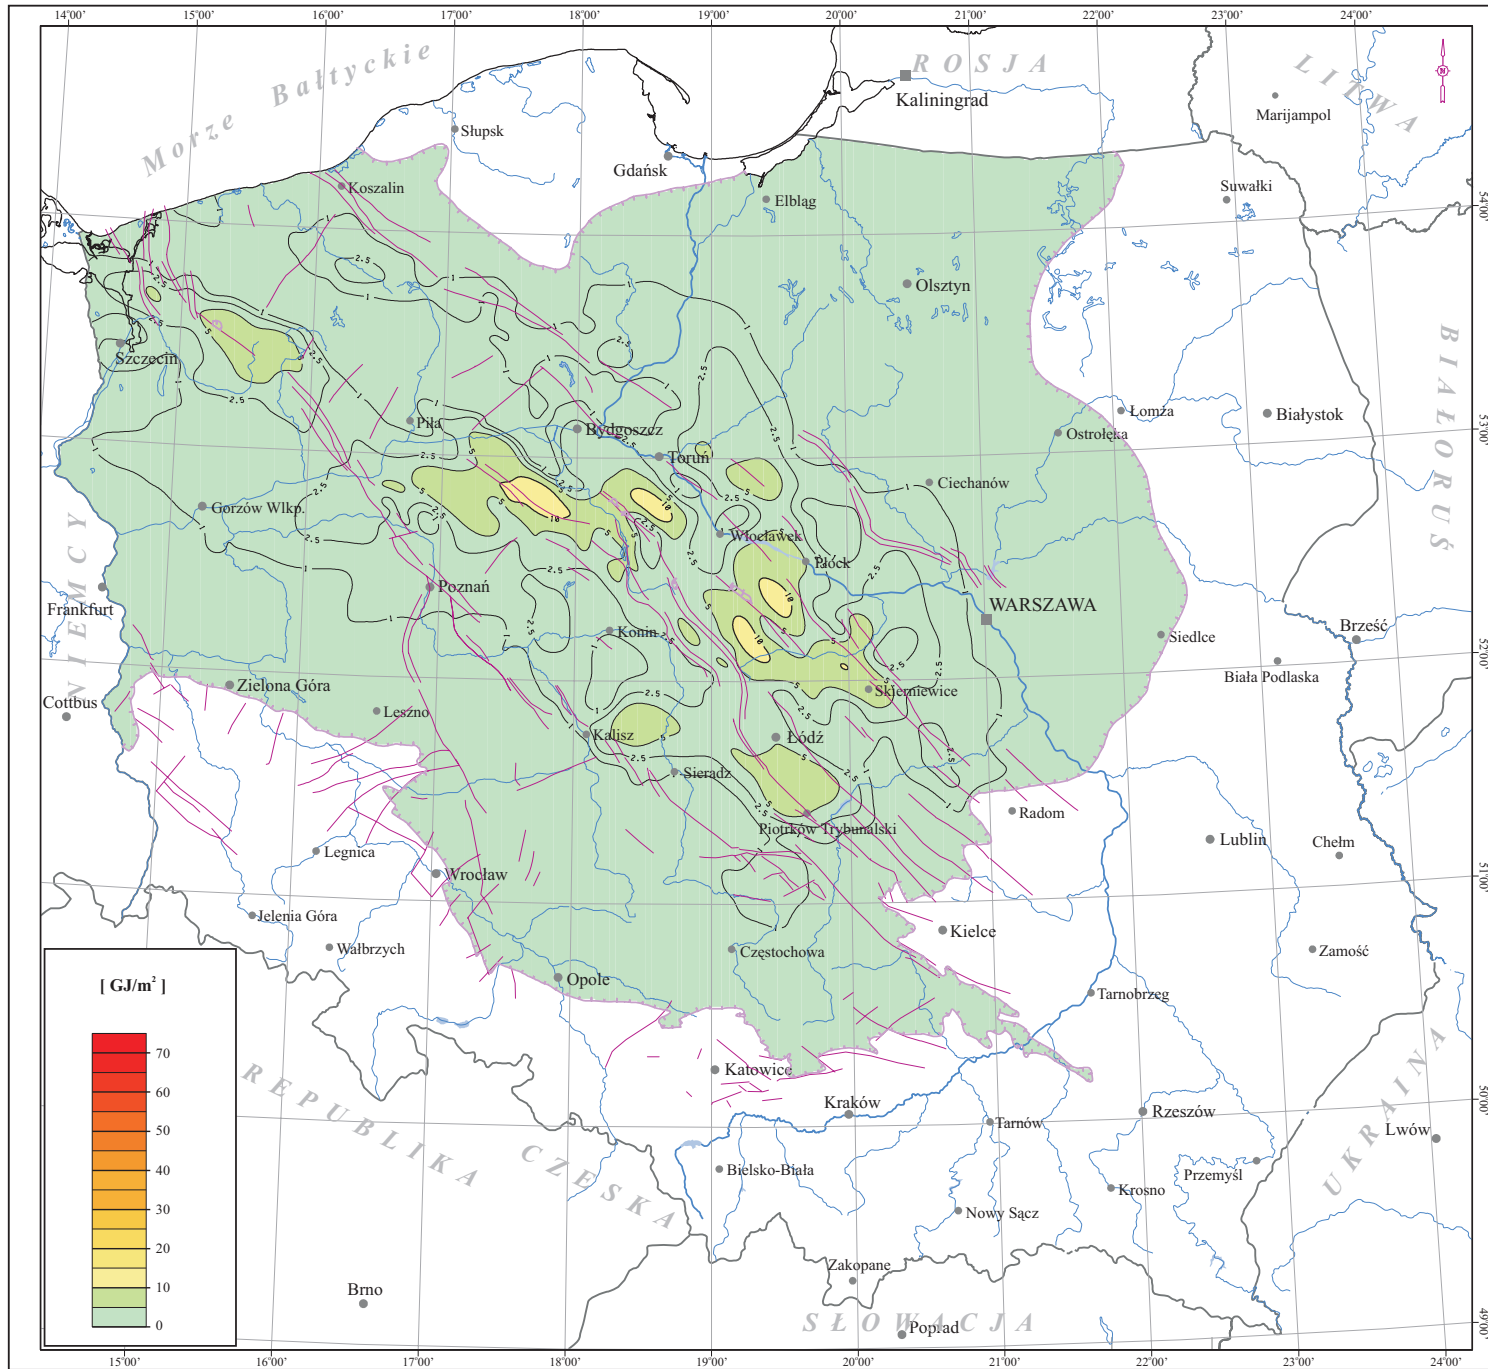 14°00' 15°00' 16°00' 17°00' 18°00' 19°00' 20°00' 21°00' 22°00' 23°00' 24°00'
Morze Bałtyckie
ROSJA
LITWA
Kaliningrad
Marijampol
Słupsk
Gdańsk
Koszalin
Elbląg
Suwałki
54°00'
Olsztyn
Szczecin
BIAŁORUŚ
Piła
Bydgoszcz
Łomża
Białystok
Ostrołęka
53°00'
Toruń
Ciechanów
Gorzów Wlkp.
Włocławek
Płock
NIEMCY
Frankfurt
Poznań
WARSZAWA
Konin
Siedlce
Brześć
52°00'
Biała Podlaska
Zielona Góra
Skierniewice
Cottbus
Leszno
Kalisz
Łódź
Sieradz
Radom
Piotrków Trybunalski
Lublin
Chełm
Legnica
Wrocław
51°00'
Jelenia Góra
Kielce
Wałbrzych
Częstochowa
Zamość
Opole
Tarnobrzeg
[ GJ/m² ]
70
60
50
40
30
20
10
0
REPUBLIKA CZESKA
Katowice
Kraków
Rzeszów
50°00'
Tarnów
Lwów
UKRAINA
Bielsko-Biała
Przemyśl
Krosno
Nowy Sącz
Zakopane
Brno
SŁOWACJA
Poprad
49°00'
15°00' 16°00' 17°00' 18°00' 19°00' 20°00' 21°00' 22°00' 23°00' 24°00'
N
1
2.5
5
10